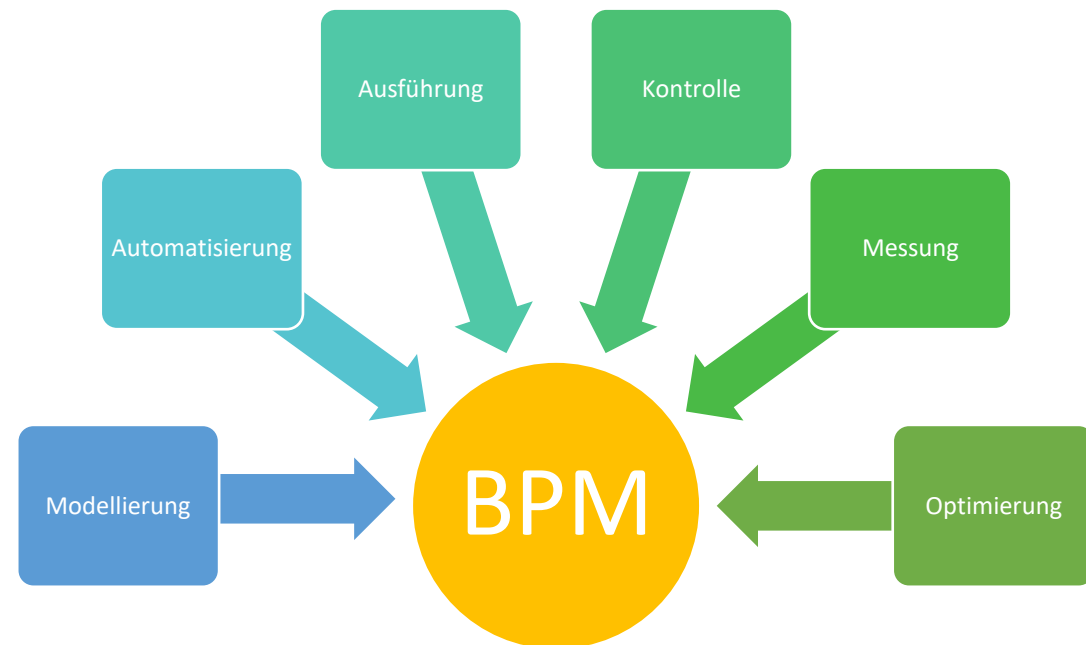 Ausführung
Kontrolle
Automatisierung
Messung
Modellierung
BPM
Optimierung